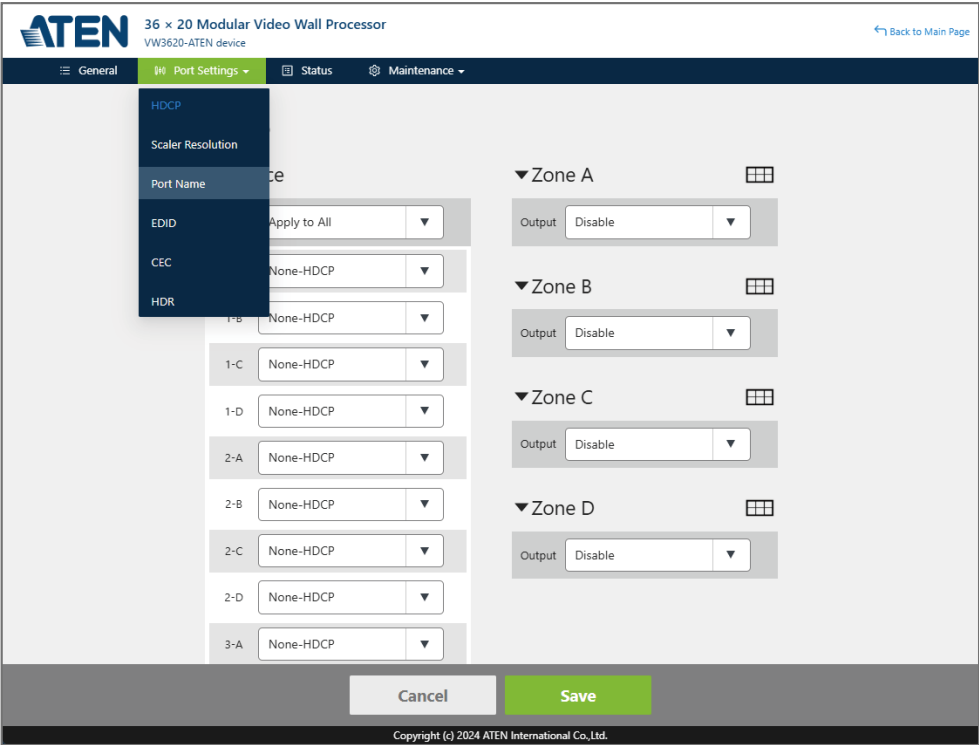 ATEN
36 × 20 Modular Video Wall Processor
VW3620-ATEN device
Back to Main Page
General
Port Settings
Status
Maintenance
HDCP
Scaler Resolution
Port Name
EDID
CEC
HDR
Apply to All
None-HDCP
1-B None-HDCP
1-C None-HDCP
1-D None-HDCP
2-A None-HDCP
2-B None-HDCP
2-C None-HDCP
2-D None-HDCP
3-A None-HDCP
Zone A
Output Disable
Zone B
Output Disable
Zone C
Output Disable
Zone D
Output Disable
Cancel
Save
Copyright (c) 2024 ATEN International Co.,Ltd.